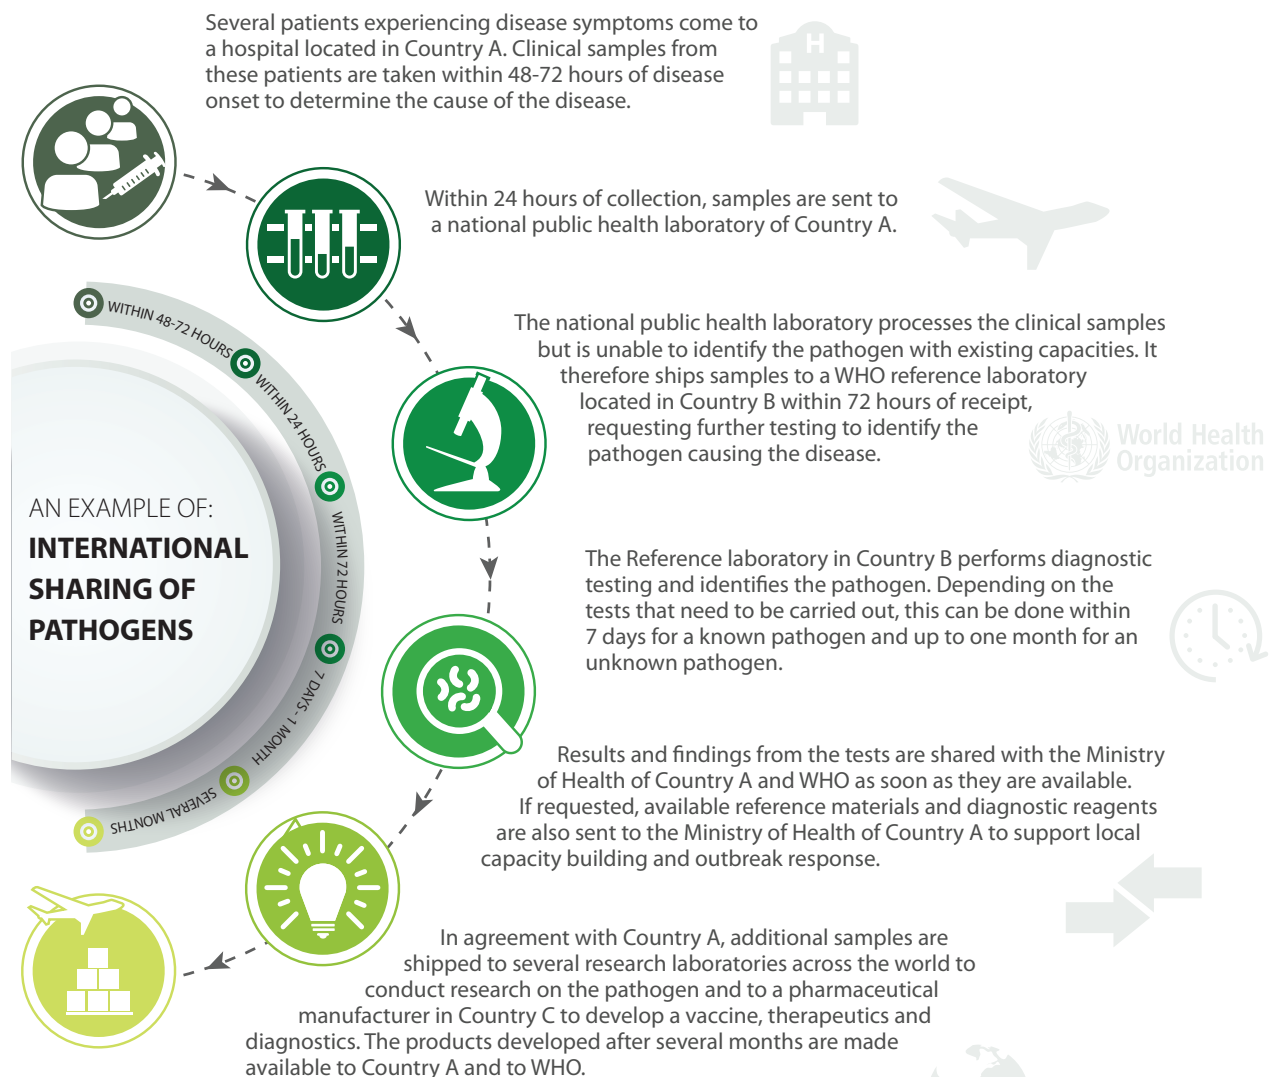 Several patients experiencing disease symptoms come to
a hospital located in Country A. Clinical samples from
these patients are taken within 48-72 hours of disease
onset to determine the cause of the disease.
H
Within 24 hours of collection, samples are sent to
a national public health laboratory of Country A.
WITHIN 48-72 HOURS
WITHIN 24 HOURS
WITHIN 72 HOURS
7 DAYS - 1 MONTH
SEVERAL MONTHS
The national public health laboratory processes the clinical samples
but is unable to identify the pathogen with existing capacities. It
therefore ships samples to a WHO reference laboratory
located in Country B within 72 hours of receipt,
requesting further testing to identify the
pathogen causing the disease.
World Health
Organization
AN EXAMPLE OF:
INTERNATIONAL
SHARING OF
PATHOGENS
The Reference laboratory in Country B performs diagnostic
testing and identifies the pathogen. Depending on the
tests that need to be carried out, this can be done within
7 days for a known pathogen and up to one month for an
unknown pathogen.
Results and findings from the tests are shared with the Ministry
of Health of Country A and WHO as soon as they are available.
If requested, available reference materials and diagnostic reagents
are also sent to the Ministry of Health of Country A to support local
capacity building and outbreak response.
In agreement with Country A, additional samples are
shipped to several research laboratories across the world to
conduct research on the pathogen and to a pharmaceutical
manufacturer in Country C to develop a vaccine, therapeutics and
diagnostics. The products developed after several months are made
available to Country A and to WHO.